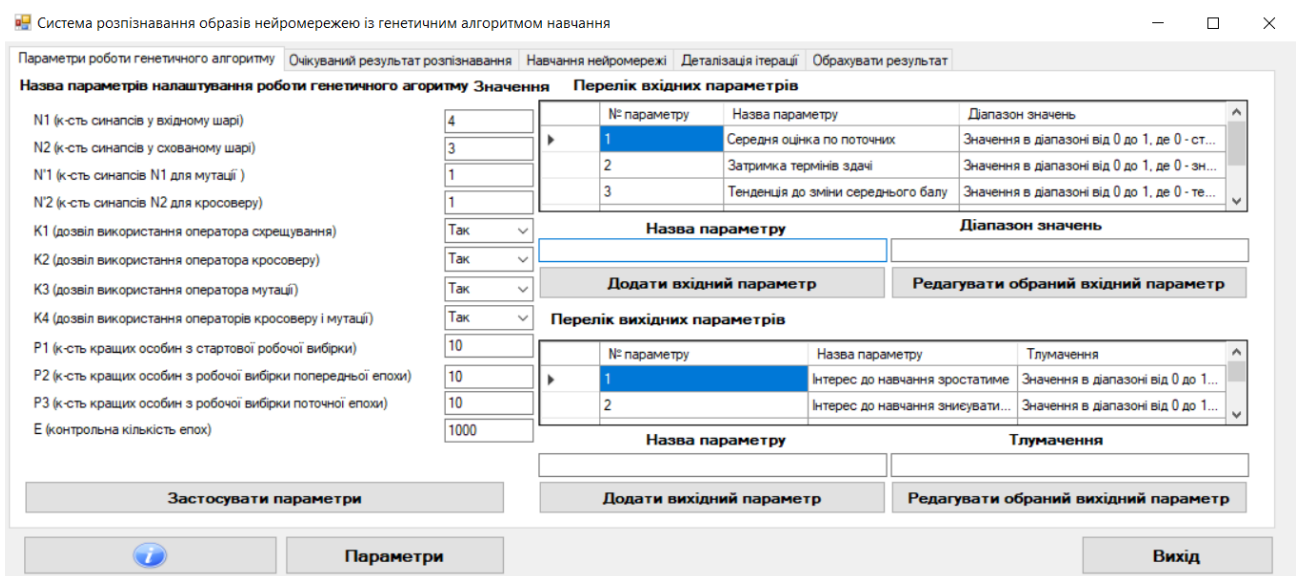 Система розпізнавання образів нейромережею із генетичним алгоритмом навчання
Параметри роботи генетичного алгоритму Очікуваний результат розпізнавання Навчання нейромережі Деталізація ітерації Обрахувати результат
Назва параметрів налаштування роботи генетичного агоритму Значення
N1 (к-сть синапсів у вхідному шарі) 4
N2 (к-сть синапсів у схованому шарі) 3
N'1 (к-сть синапсів N1 для мутації ) 1
N'2 (к-сть синапсів N2 для кросоверу) 1
K1 (дозвіл використання оператора схрещування) Так
K2 (дозвіл використання оператора кросоверу) Так
K3 (дозвіл використання оператора мутації) Так
K4 (дозвіл використання операторів кросоверу і мутації) Так
P1 (к-сть кращих особин з стартової робочої вибірки) 10
P2 (к-сть кращих особин з робочої вибірки попередньої епохи) 10
P3 (к-сть кращих особин з робочої вибірки поточної епохи) 10
E (контрольна кількість епох) 1000
Застосувати параметри
Перелік вхідних параметрів
№ параметру Назва параметру Діапазон значень
1 Середня оцінка по поточних Значення в діапазоні від 0 до 1, де 0 - ст...
2 Затримка термінів здачі Значення в діапазоні від 0 до 1, де 0 - зн...
3 Тенденція до зміни середнього балу Значення в діапазоні від 0 до 1, де 0 - те...
Назва параметру Діапазон значень
Додати вхідний параметр Редагувати обраний вхідний параметр
Перелік вихідних параметрів
№ параметру Назва параметру Тлумачення
1 Інтерес до навчання зростатиме Значення в діапазоні від 0 до 1...
2 Інтерес до навчання зниєувати... Значення в діапазоні від 0 до 1...
Назва параметру Тлумачення
Додати вихідний параметр Редагувати обраний вихідний параметр
i Параметри Вихід